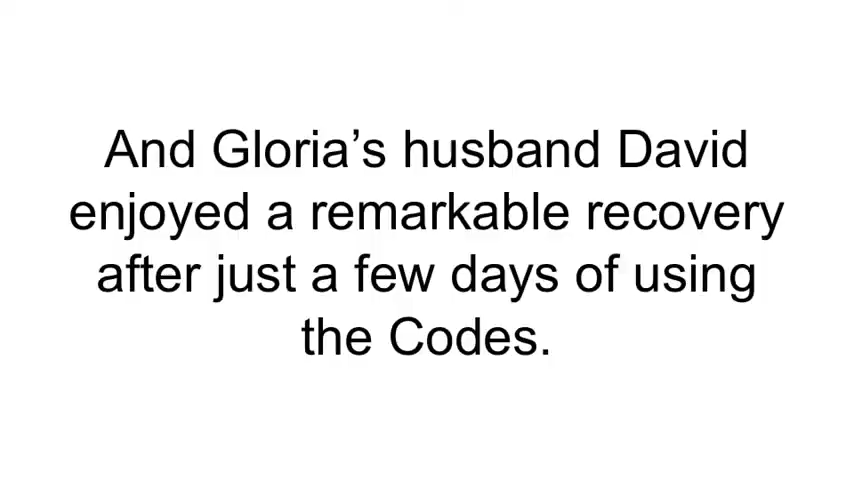 And Gloria’s husband David
enjoyed a remarkable recovery
after just a few days of using
the Codes.